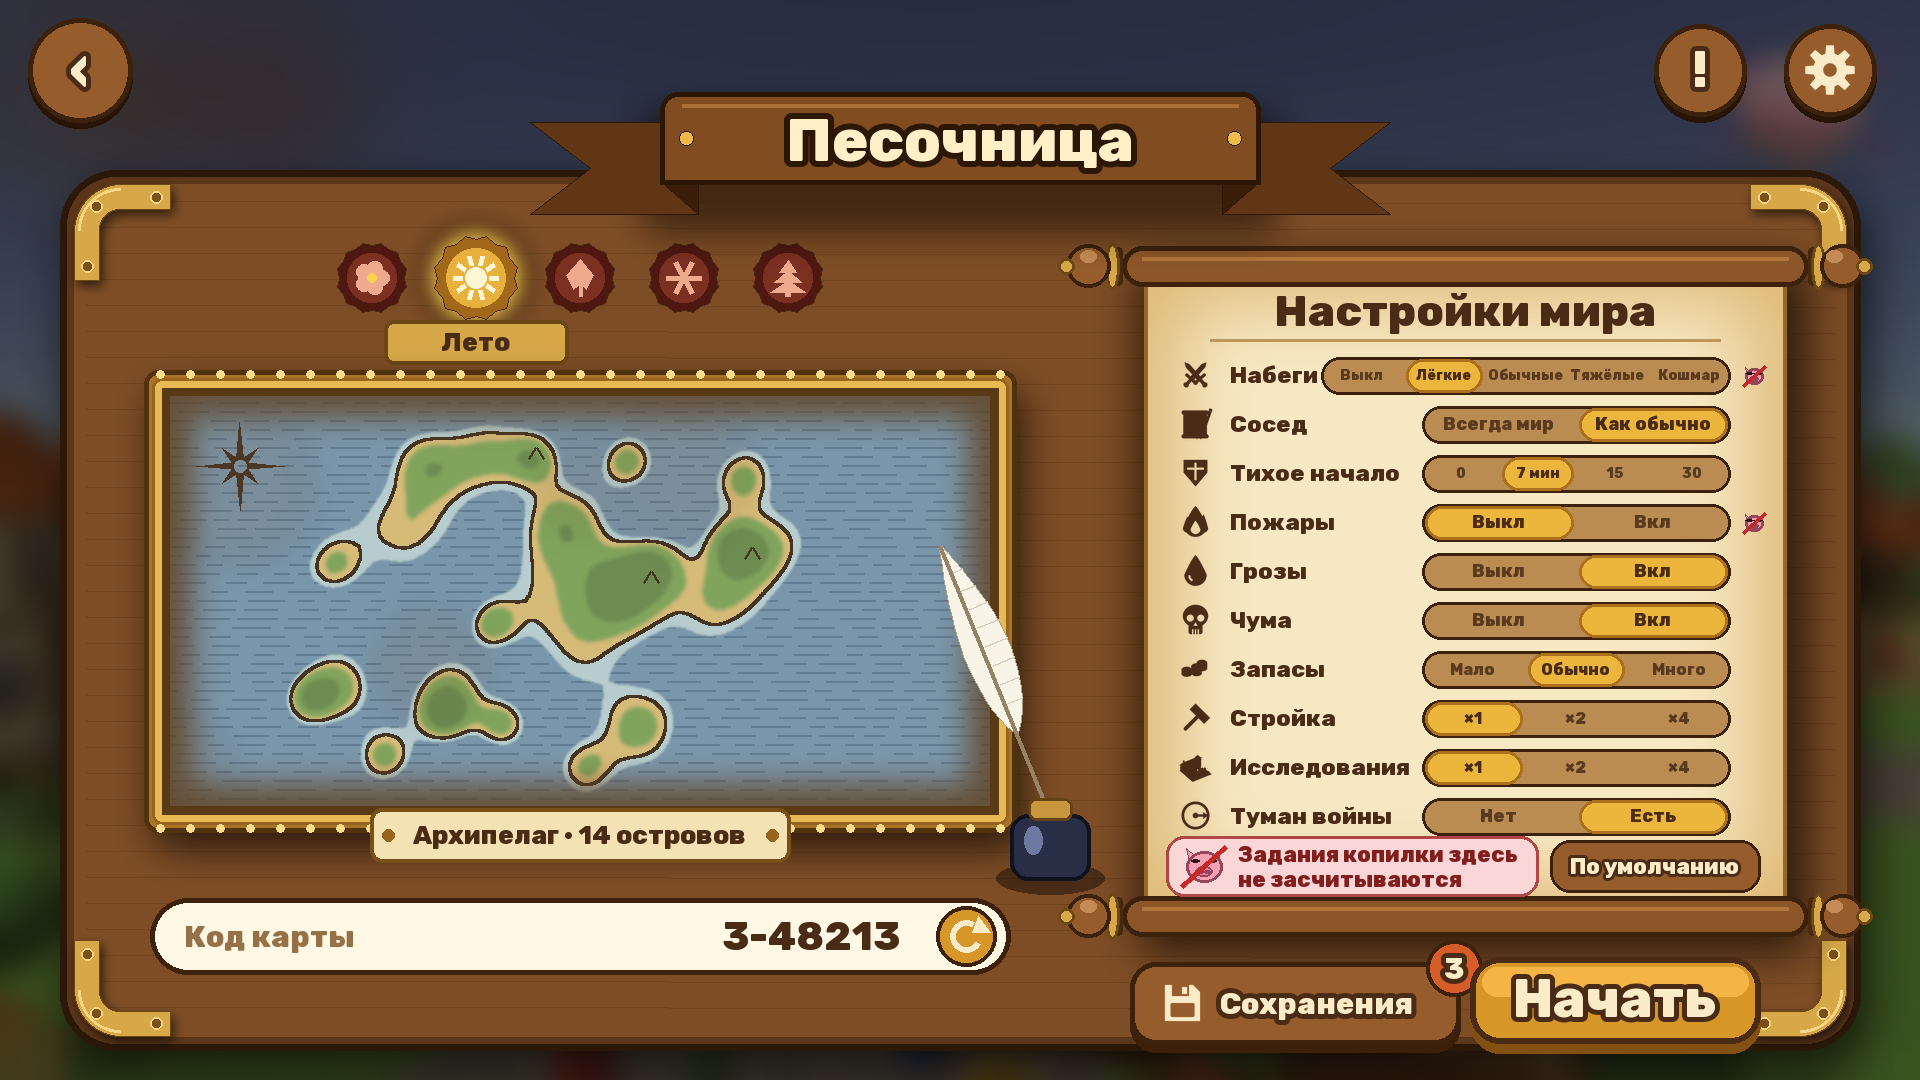 Песочница
Лето
Архипелаг • 14 островов
Код карты 3-48213
Настройки мира
Набеги Выкл Лёгкие Обычные Тяжёлые Кошмар
Сосед Всегда мир Как обычно
Тихое начало 0 7 мин 15 30
Пожары Выкл Вкл
Грозы Выкл Вкл
Чума Выкл Вкл
Запасы Мало Обычно Много
Стройка ×1 ×2 ×4
Исследования ×1 ×2 ×4
Туман войны Нет Есть
Задания копилки здесь
не засчитываются
По умолчанию
Сохранения 3
Начать